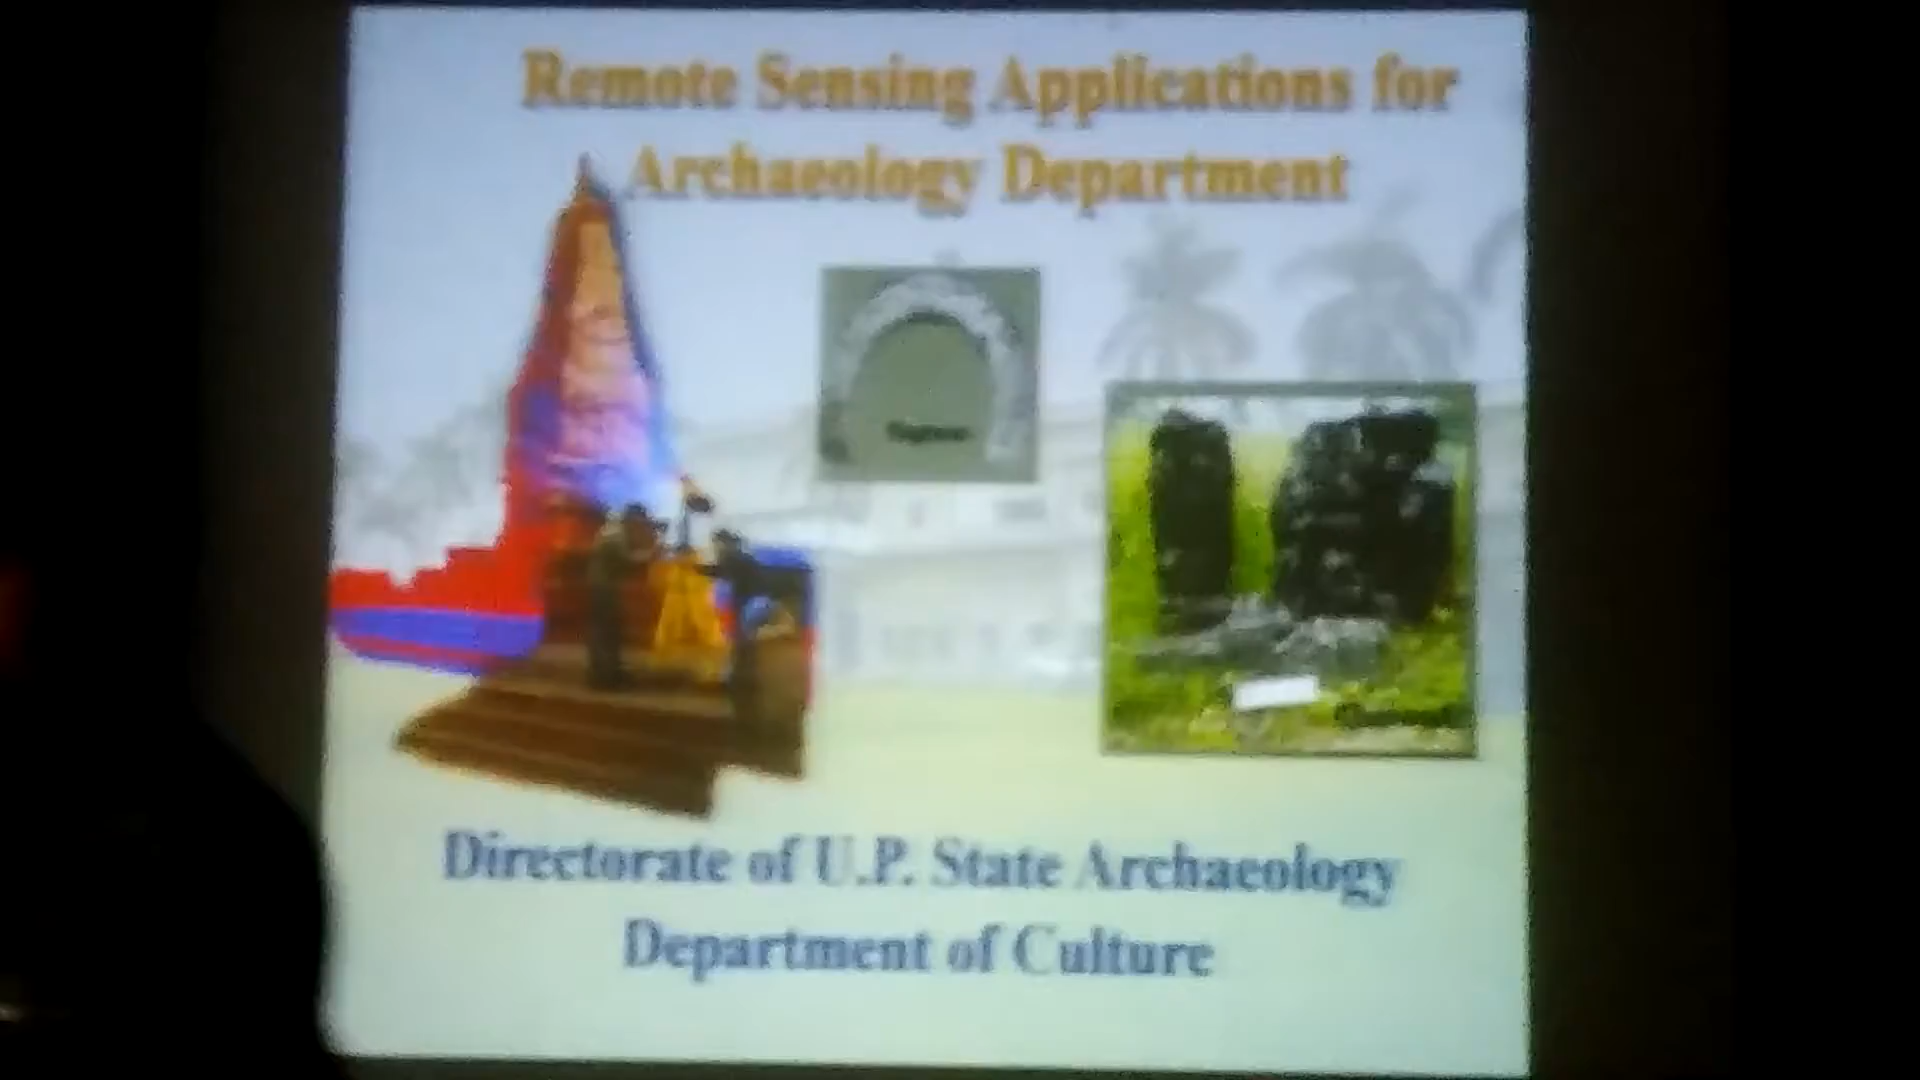 Remote Sensing Applications for
Archaeology Department
Directorate of U.P. State Archaeology
Department of Culture